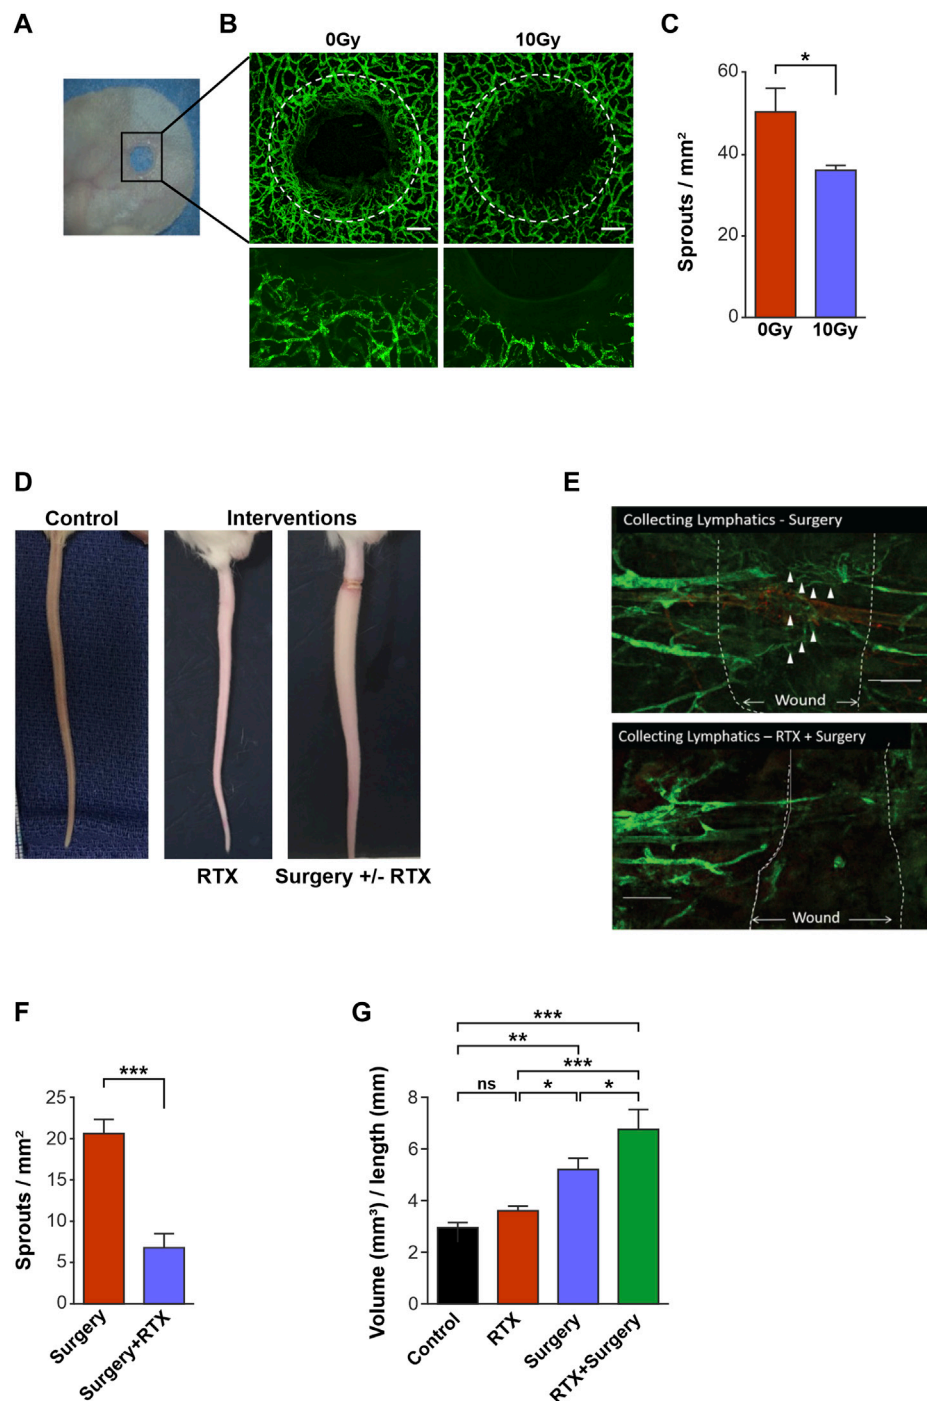 A
B
0Gy
10Gy
C
*
Sprouts / mm²
60
40
20
0
0Gy
10Gy
D
Control
Interventions
RTX
Surgery +/- RTX
E
Collecting Lymphatics - Surgery
Wound
Collecting Lymphatics – RTX + Surgery
Wound
F
***
Sprouts / mm²
25
20
15
10
5
0
Surgery
Surgery+RTX
G
***
**
***
ns
*
*
Volume (mm³) / length (mm)
8
6
4
2
0
Control
RTX
Surgery
RTX+Surgery